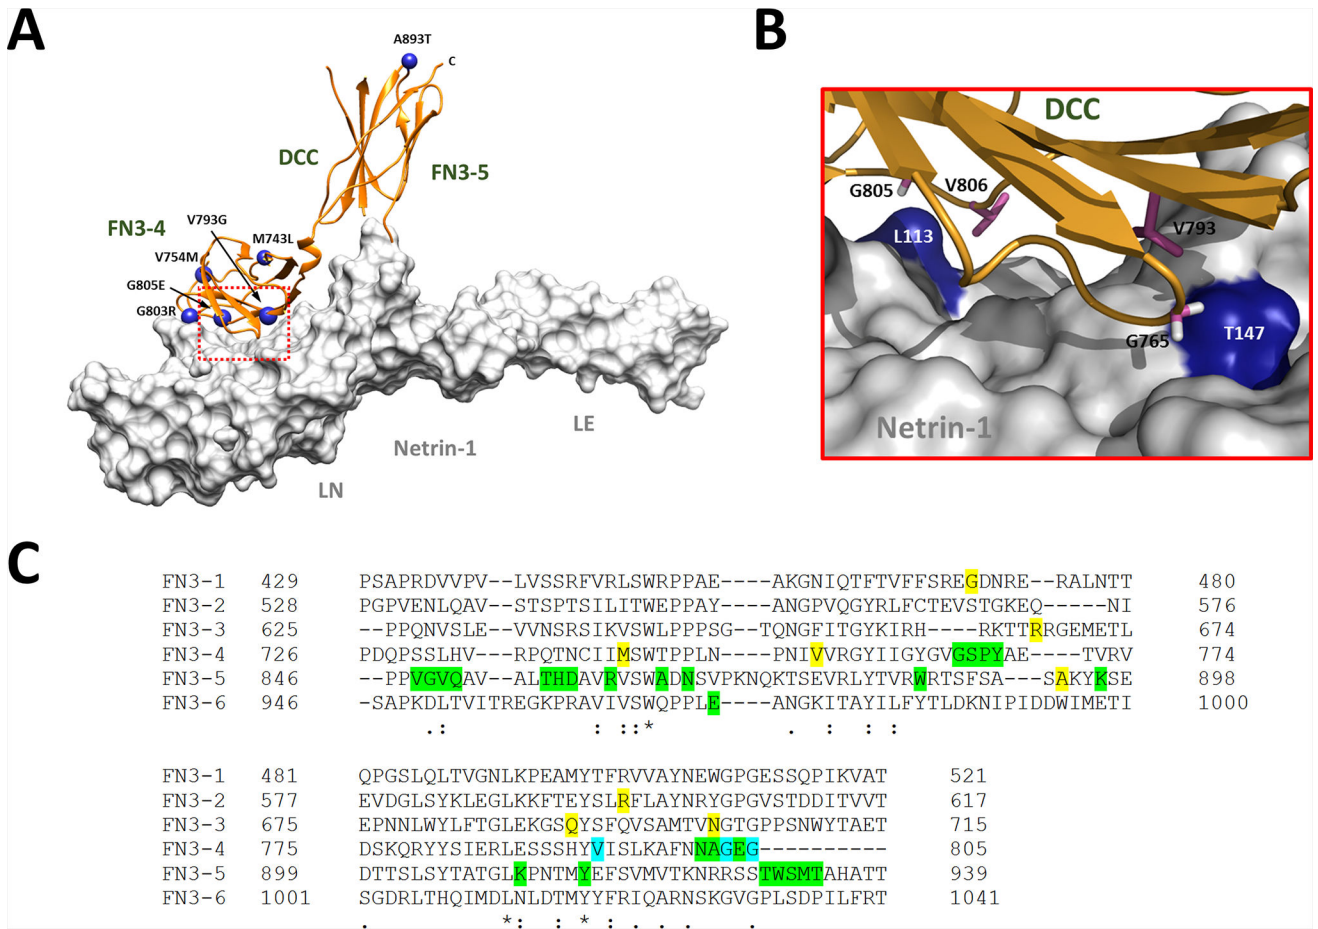 A
A893T
C
DCC
FN3-5
FN3-4
V793G
M743L
V754M
G805E
G803R
Netrin-1
LE
LN
B
DCC
G805
V806
V793
L113
G765
T147
Netrin-1
C
FN3-1 429 PSAPRDVVPV--LVSSRFVRLSWRPPAE----AKGNIQTFTVFFSREGDNRE--RALNTT 480
FN3-2 528 PGPVENLQAV--STSPTSILITWEPPAY----ANGPVQGYRLFCTEVSTGKEQ-----NI 576
FN3-3 625 --PPQNVSLE--VVNSRSIKVSWLPPPSG--TQNGFITGYKIRH----RKTTRRGEMETL 674
FN3-4 726 PDQPSSLHV---RPQTNCIIMSWTPPLN----PNIVVRGYIIGYGVGSPYAE----TVRV 774
FN3-5 846 --PPVGVQAV--ALTHDAVRVSWADNSVPKNQKTSEVRLYTVRWRTSFSA---SAKYKSE 898
FN3-6 946 -SAPKDLTVITREGKPRAVIVSWQPPLE----ANGKITAYILFYTLDKNIPIDDWIMETI 1000
.: : ::* . : : :
FN3-1 481 QPGSLQLTVGNLKPEAMYTFRVVAYNEWGPGESSQPIKVAT 521
FN3-2 577 EVDGLSYKLEGLKKFTEYSLRFLAYNRYGPGVSTDDITVVT 617
FN3-3 675 EPNNLWYLFTGLEKGSQYSFQVSAMTVNGTGPPSNWYTAET 715
FN3-4 775 DSKQRYYSIERLESSSHYVISLKAFNNAGEG---------- 805
FN3-5 899 DTTSLSYTATGLKPNTMYEFSVMVTKNRRSSTWSMTAHATT 939
FN3-6 1001 SGDRLTHQIMDLNLDTMYYFRIQARNSKGVGPLSDPILFRT 1041
. *: : * : . . . .